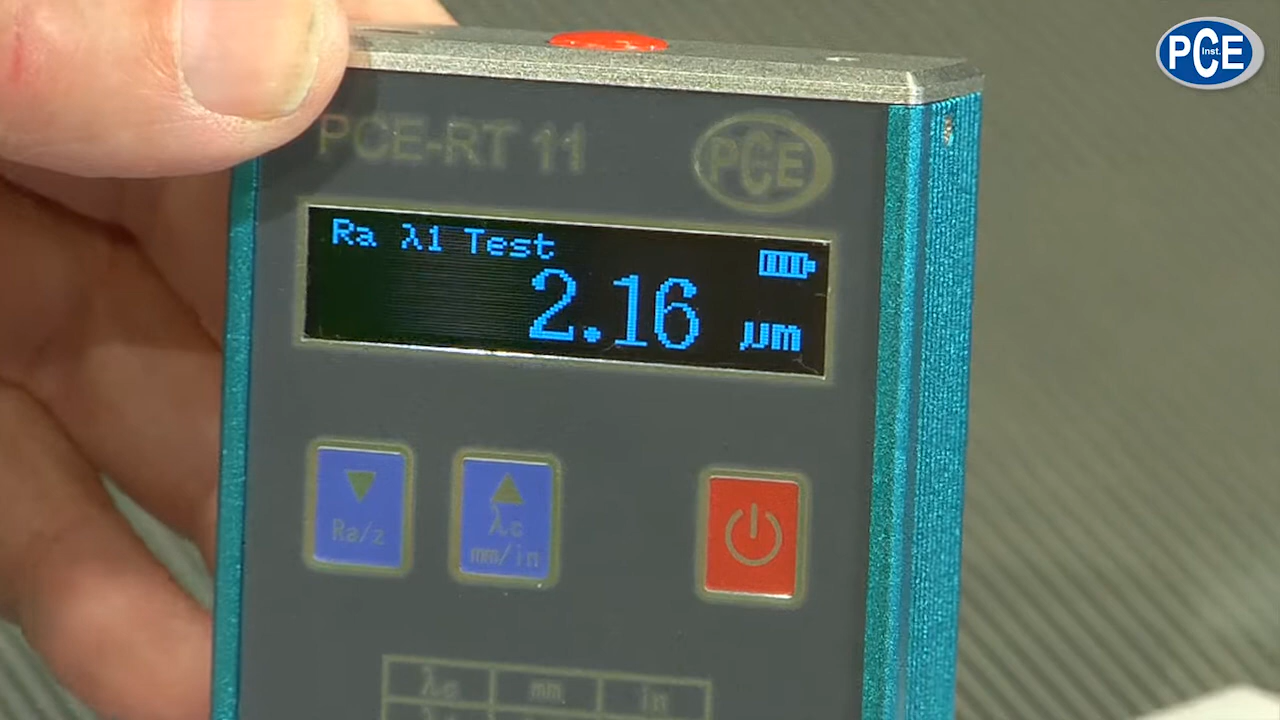 PCE Inst.
PCE-RT 11
PCE
Ra λ1 Test
2.16 µm
Ra/z
λc
mm/in
λc mm in